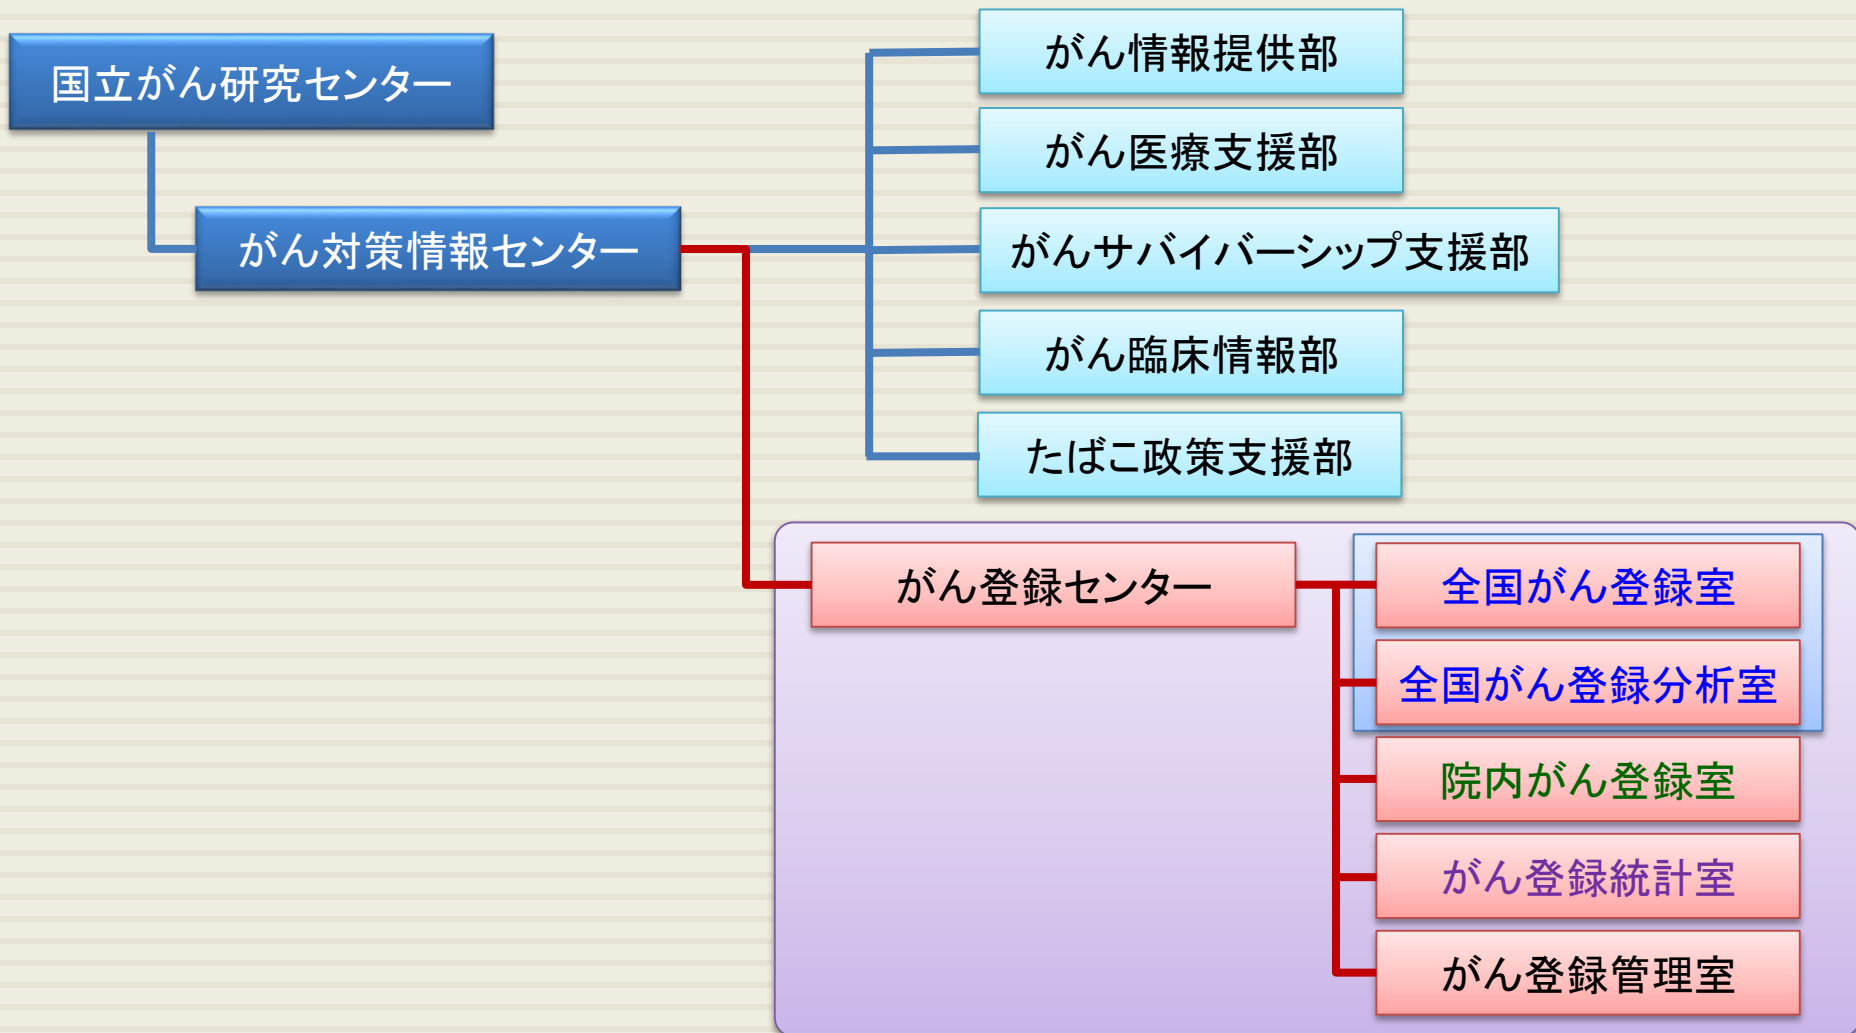 国立がん研究センター
がん対策情報センター
がん情報提供部
がん医療支援部
がんサバイバーシップ支援部
がん臨床情報部
たばこ政策支援部
がん登録センター
全国がん登録室
全国がん登録分析室
院内がん登録室
がん登録統計室
がん登録管理室